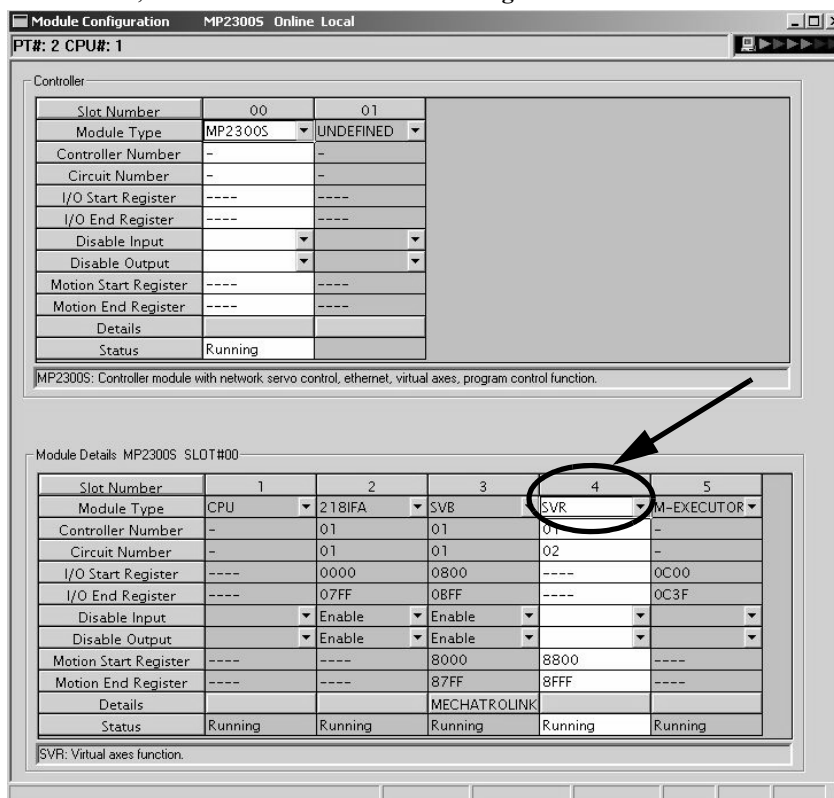 Module Configuration MP2300S Online Local
PT#: 2 CPU#: 1
Controller
Slot Number 00 01
Module Type MP2300S UNDEFINED
Controller Number - -
Circuit Number - -
I/O Start Register ---- ----
I/O End Register ---- ----
Disable Input
Disable Output
Motion Start Register ---- ----
Motion End Register ---- ----
Details
Status Running
MP2300S: Controller module with network servo control, ethernet, virtual axes, program control function.
Module Details MP2300S SLOT#00
Slot Number 1 2 3 4 5
Module Type CPU 218IFA SVB SVR M-EXECUTOR
Controller Number - 01 01 01 -
Circuit Number - 01 01 02 -
I/O Start Register ---- 0000 0800 ---- 0C00
I/O End Register ---- 07FF 0BFF ---- 0C3F
Disable Input Enable Enable
Disable Output Enable Enable
Motion Start Register ---- ---- 8000 8800 ----
Motion End Register ---- ---- 87FF 8FFF ----
Details MECHATROLINK
Status Running Running Running Running Running
SVR: Virtual axes function.